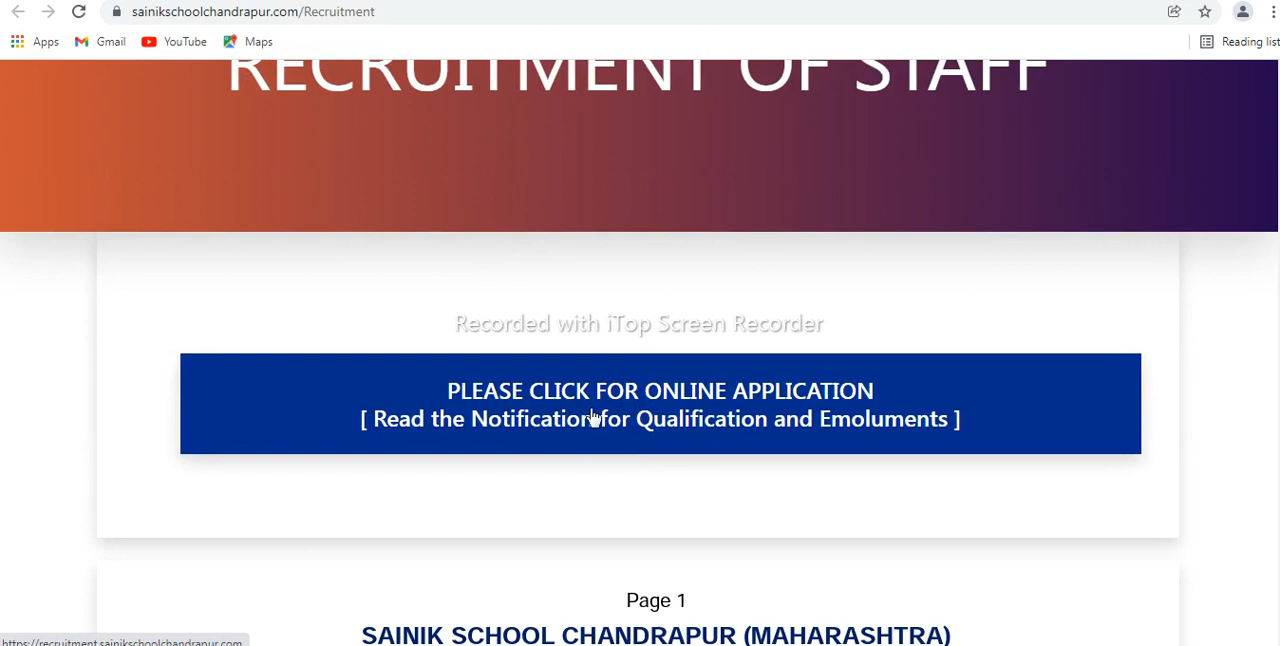 sainikschoolchandrapur.com/Recruitment
Apps Gmail YouTube Maps Reading list
RECRUITMENT OF STAFF
Recorded with iTop Screen Recorder
PLEASE CLICK FOR ONLINE APPLICATION
[ Read the Notification for Qualification and Emoluments ]
Page 1
SAINIK SCHOOL CHANDRAPUR (MAHARASHTRA)
https://recruitment.sainikschoolchandrapur.com